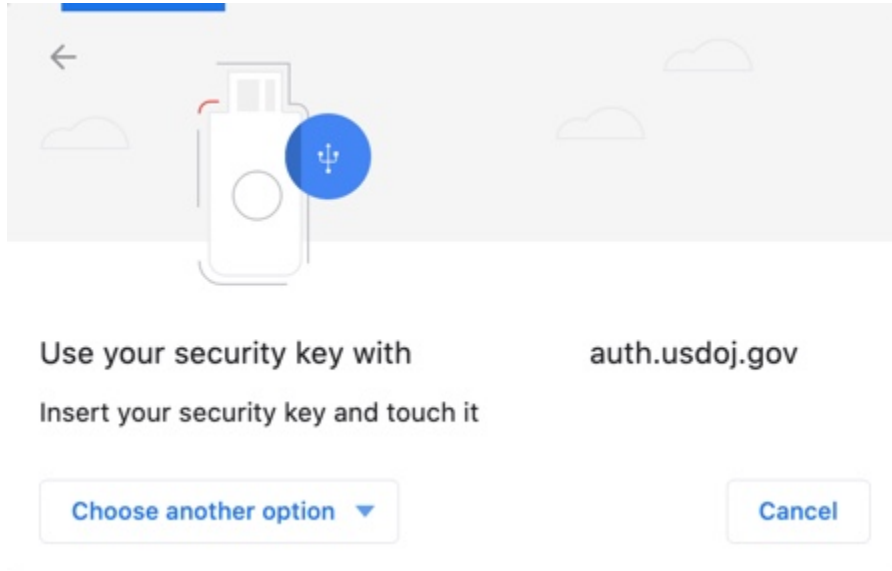 Use your security key with auth.usdoj.gov
Insert your security key and touch it
Choose another option
Cancel